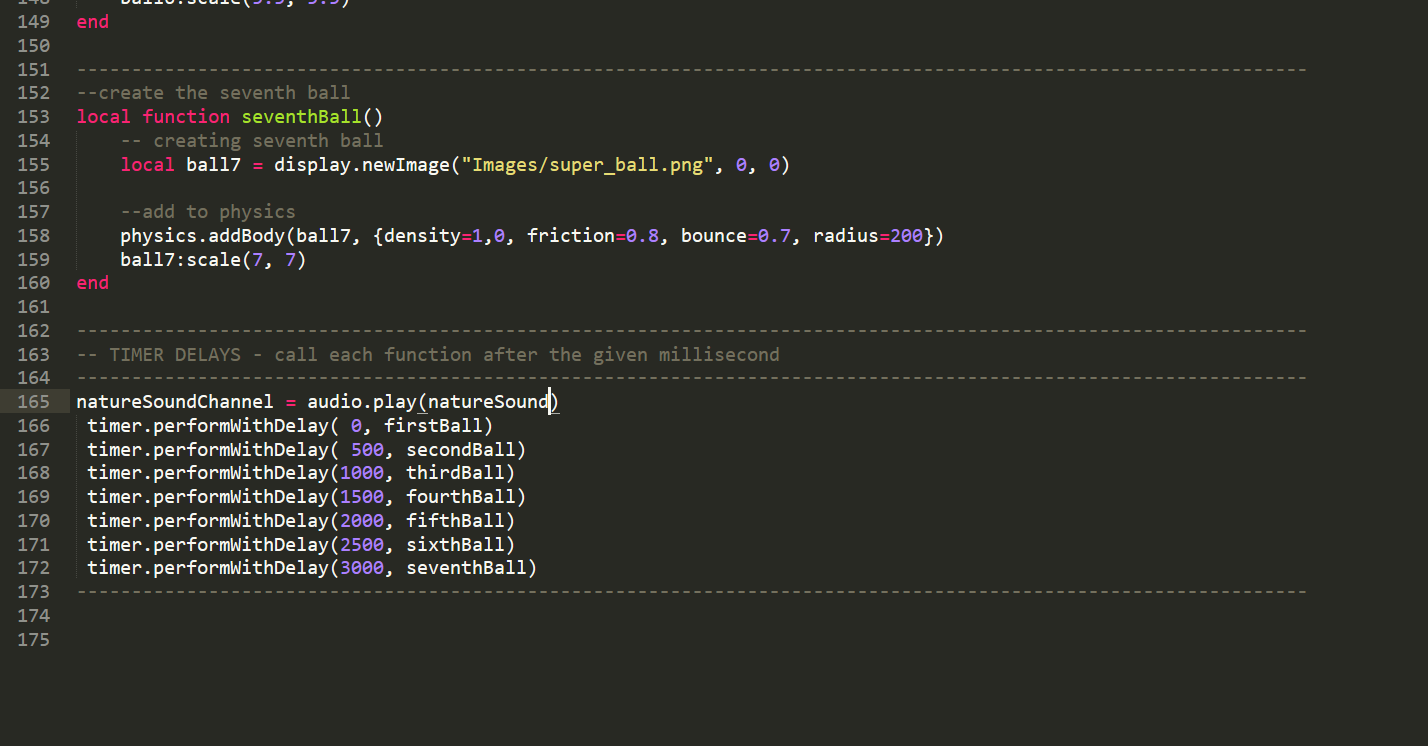 148     ball6:scale(5.5, 5.5)
149 end
150
151 ----------------------------------------------------------------------------------------------------------------
152 --create the seventh ball
153 local function seventhBall()
154     -- creating seventh ball
155     local ball7 = display.newImage("Images/super_ball.png", 0, 0)
156
157     --add to physics
158     physics.addBody(ball7, {density=1,0, friction=0.8, bounce=0.7, radius=200})
159     ball7:scale(7, 7)
160 end
161
162 ----------------------------------------------------------------------------------------------------------------
163 -- TIMER DELAYS - call each function after the given millisecond
164 ----------------------------------------------------------------------------------------------------------------
165 natureSoundChannel = audio.play(natureSound)
166  timer.performWithDelay( 0, firstBall)
167  timer.performWithDelay( 500, secondBall)
168  timer.performWithDelay(1000, thirdBall)
169  timer.performWithDelay(1500, fourthBall)
170  timer.performWithDelay(2000, fifthBall)
171  timer.performWithDelay(2500, sixthBall)
172  timer.performWithDelay(3000, seventhBall)
173 ----------------------------------------------------------------------------------------------------------------
174
175